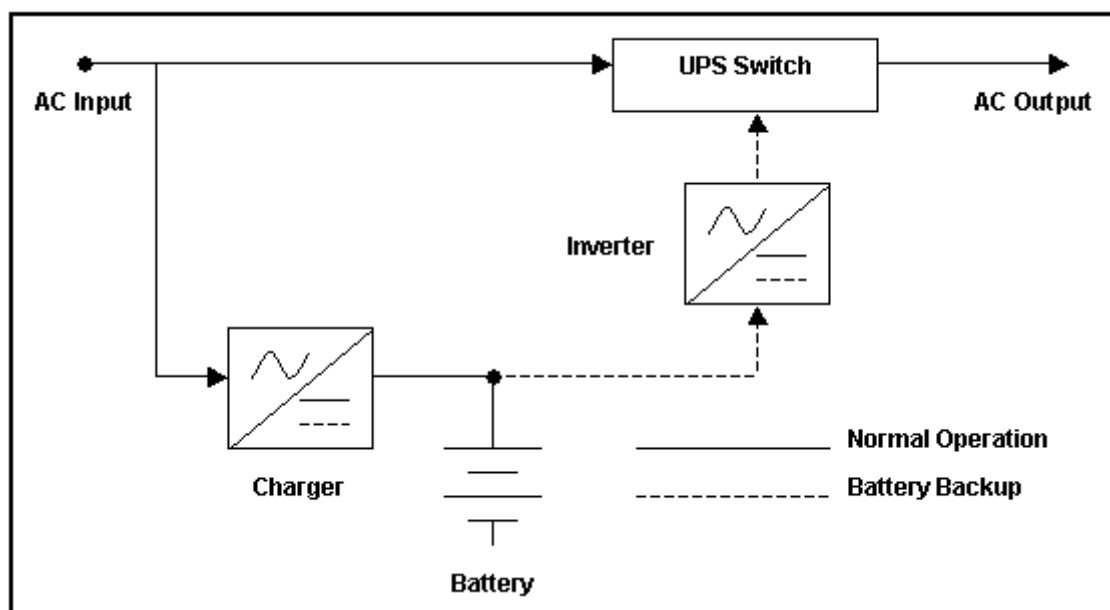 UPS Switch
AC Input
AC Output
Inverter
Normal Operation
Charger
Battery Backup
Battery